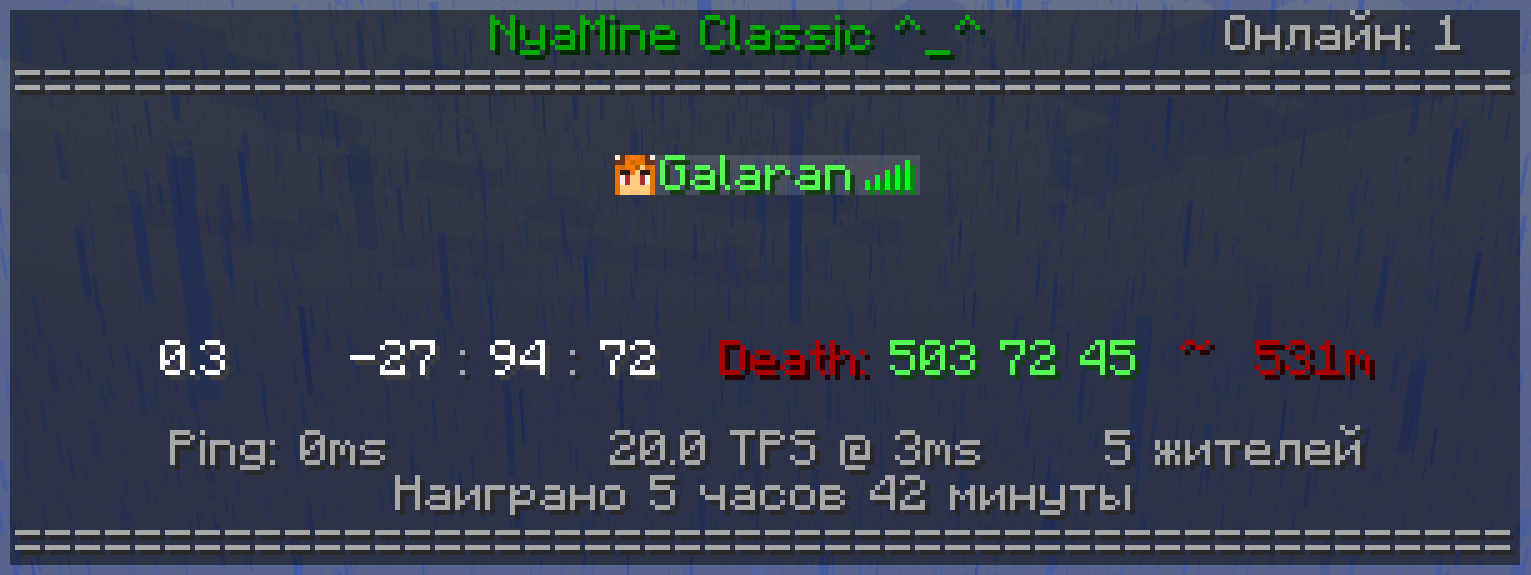 NyaMine Classic ^_^ Онлайн: 1
==================================================
Galaran
0.3 -27 : 94 : 72 Death: 503 72 45 ~ 531m
Ping: 0ms 20.0 TPS @ 3ms 5 жителей
Наиграно 5 часов 42 минуты
==================================================